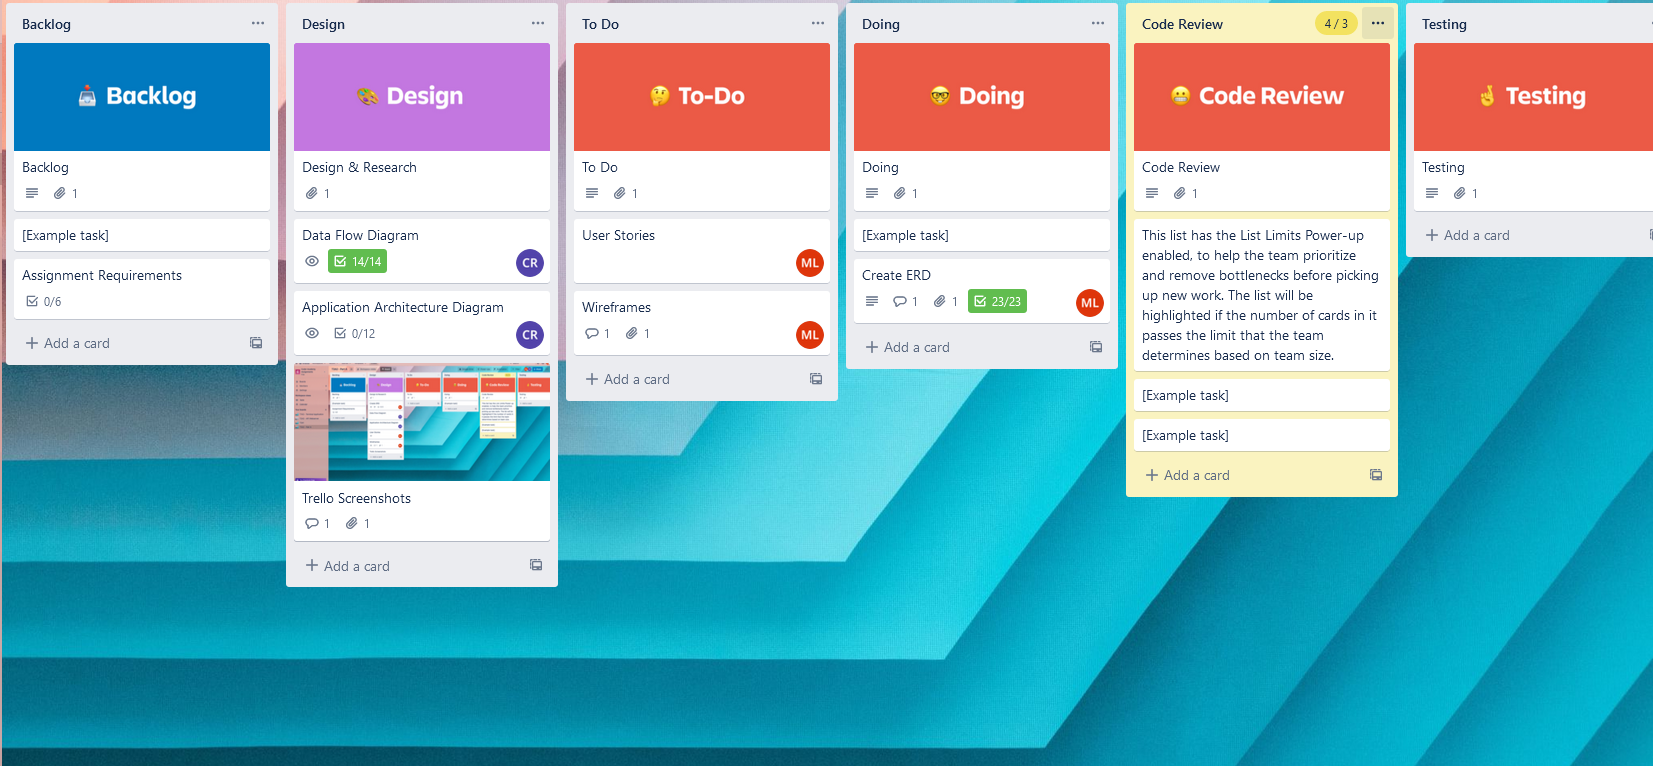 Backlog
Backlog
Backlog
1
[Example task]
Assignment Requirements
0/6
Add a card
Design
Design
Design & Research
1
Data Flow Diagram
14/14
CR
Application Architecture Diagram
0/12
CR
Trello Screenshots
1 1
Add a card
To Do
To-Do
To Do
1
User Stories
ML
Wireframes
1 1
ML
Add a card
Doing
Doing
Doing
1
[Example task]
Create ERD
1 1 23/23
ML
Add a card
Code Review 4 / 3
Code Review
Code Review
1
This list has the List Limits Power-up
enabled, to help the team prioritize
and remove bottlenecks before picking
up new work. The list will be
highlighted if the number of cards in it
passes the limit that the team
determines based on team size.
[Example task]
[Example task]
Add a card
Testing
Testing
Testing
1
Add a card